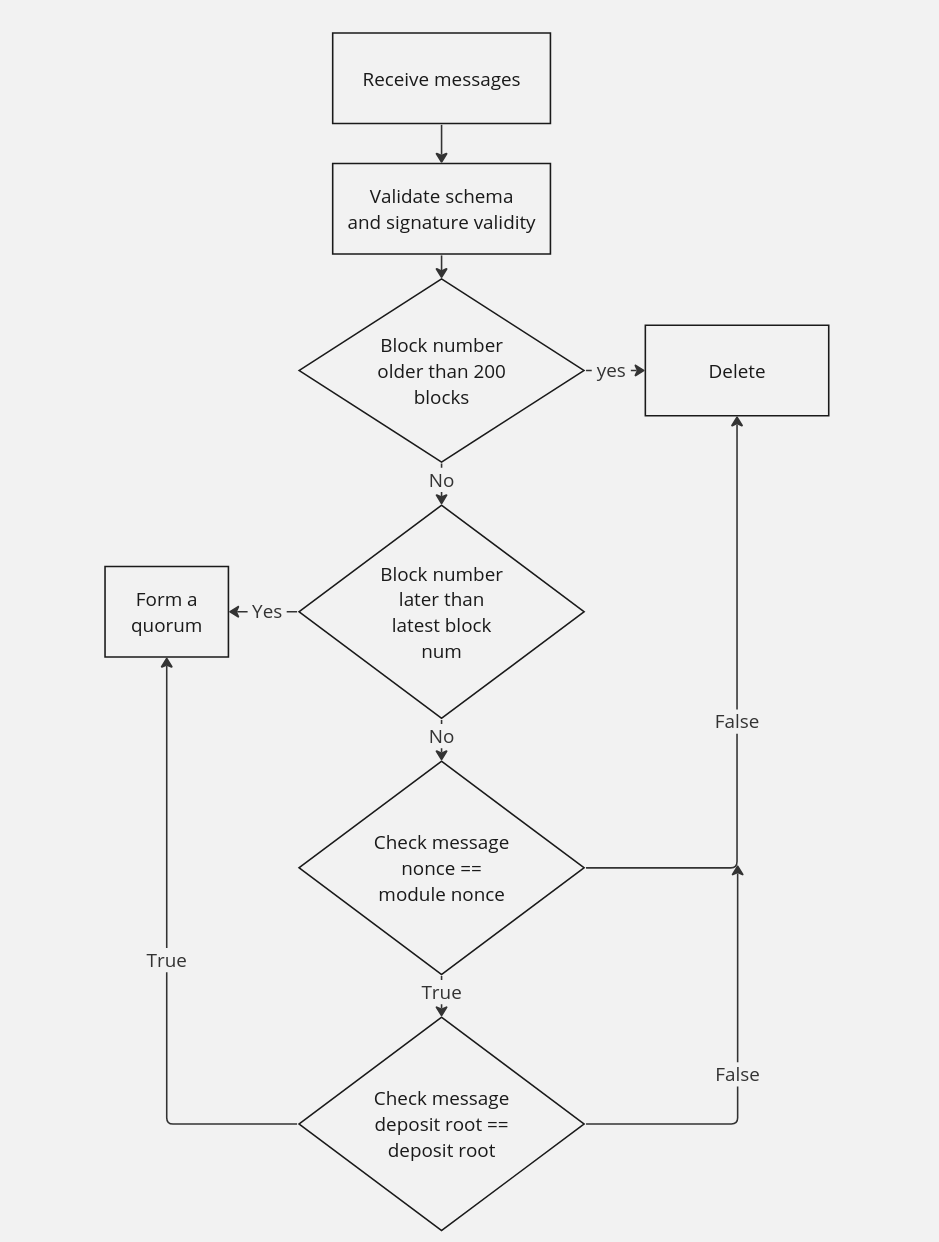 Receive messages
Validate schema
and signature validity
Block number
older than 200
blocks
yes
Delete
No
Block number
later than
latest block
num
Yes
Form a
quorum
No
False
Check message
nonce ==
module nonce
True
True
False
Check message
deposit root ==
deposit root